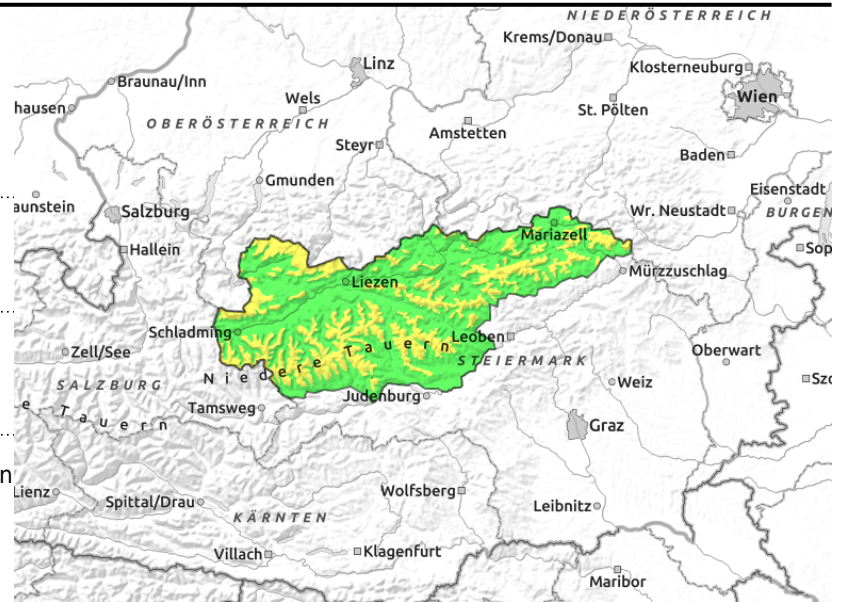 NIEDERÖSTERREICH
Krems/Donau
Linz
Klosterneuburg
Braunau/Inn
Wien
hausen
Wels
St. Pölten
OBERÖSTERREICH
Amstetten
Steyr
Baden
Gmunden
Eisenstadt
aunstein
Salzburg
Wr. Neustadt
BURGEN
Mariazell
Hallein
Sop
Mürzzuschlag
Liezen
Schladming
Leoben
Niedere Tauern
Zell/See
STEIERMARK
Oberwart
SALZBURG
Weiz
Szo
Judenburg
Tamsweg
e Tauern
Graz
n
Lienz
Wolfsberg
Spittal/Drau
Leibnitz
KÄRNTEN
Villach
Klagenfurt
Maribor